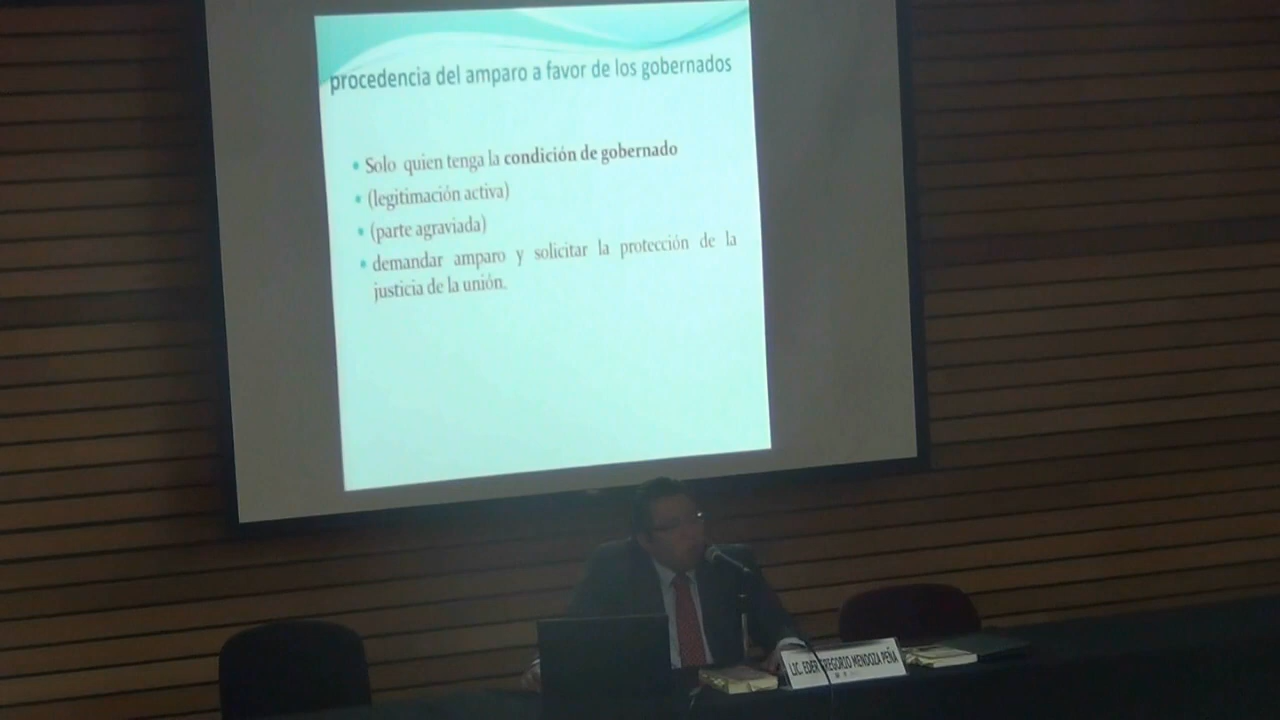 procedencia del amparo a favor de los gobernados
• Solo quien tenga la condición de gobernado
• (legitimación activa)
• (parte agraviada)
• demandar amparo y solicitar la protección de la
justicia de la unión.
LIC. EDER GREGORIO MENDOZA PEÑA